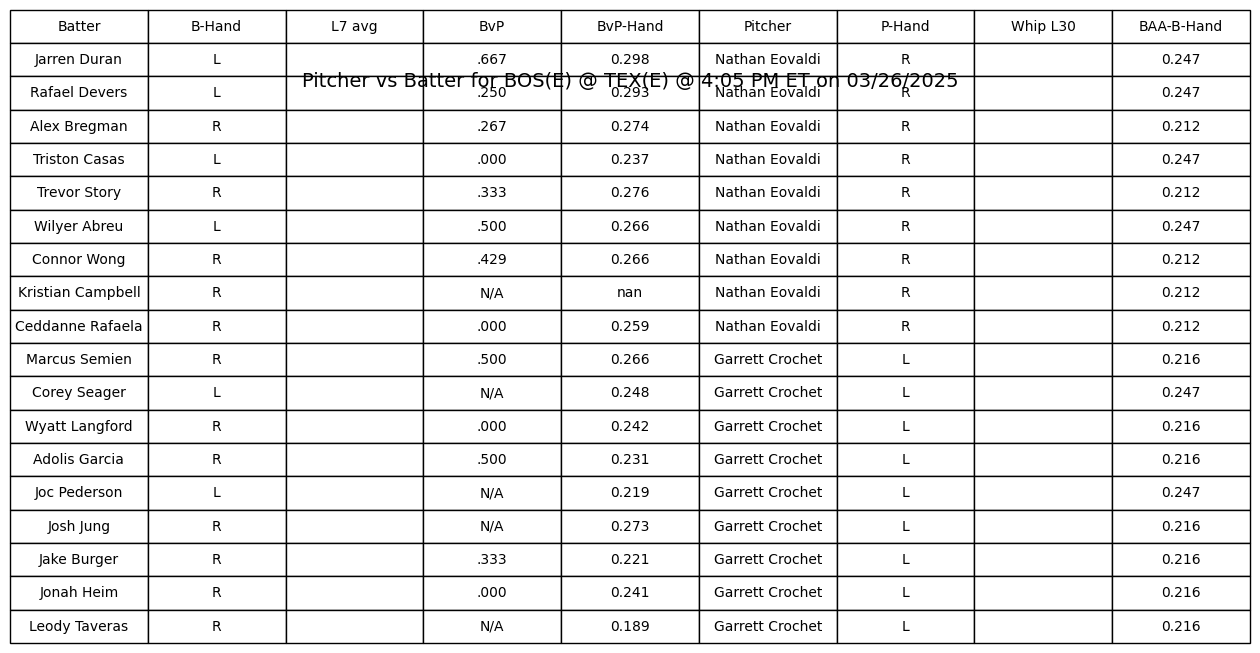 Batter B-Hand L7 avg BvP BvP-Hand Pitcher P-Hand Whip L30 BAA-B-Hand
Jarren Duran L .667 0.298 Nathan Eovaldi R 0.247
Pitcher vs Batter for BOS(E) @ TEX(E) @ 4:05 PM ET on 03/26/2025
Rafael Devers L .250 0.293 Nathan Eovaldi R 0.247
Alex Bregman R .267 0.274 Nathan Eovaldi R 0.212
Triston Casas L .000 0.237 Nathan Eovaldi R 0.247
Trevor Story R .333 0.276 Nathan Eovaldi R 0.212
Wilyer Abreu L .500 0.266 Nathan Eovaldi R 0.247
Connor Wong R .429 0.266 Nathan Eovaldi R 0.212
Kristian Campbell R N/A nan Nathan Eovaldi R 0.212
Ceddanne Rafaela R .000 0.259 Nathan Eovaldi R 0.212
Marcus Semien R .500 0.266 Garrett Crochet L 0.216
Corey Seager L N/A 0.248 Garrett Crochet L 0.247
Wyatt Langford R .000 0.242 Garrett Crochet L 0.216
Adolis Garcia R .500 0.231 Garrett Crochet L 0.216
Joc Pederson L N/A 0.219 Garrett Crochet L 0.247
Josh Jung R N/A 0.273 Garrett Crochet L 0.216
Jake Burger R .333 0.221 Garrett Crochet L 0.216
Jonah Heim R .000 0.241 Garrett Crochet L 0.216
Leody Taveras R N/A 0.189 Garrett Crochet L 0.216